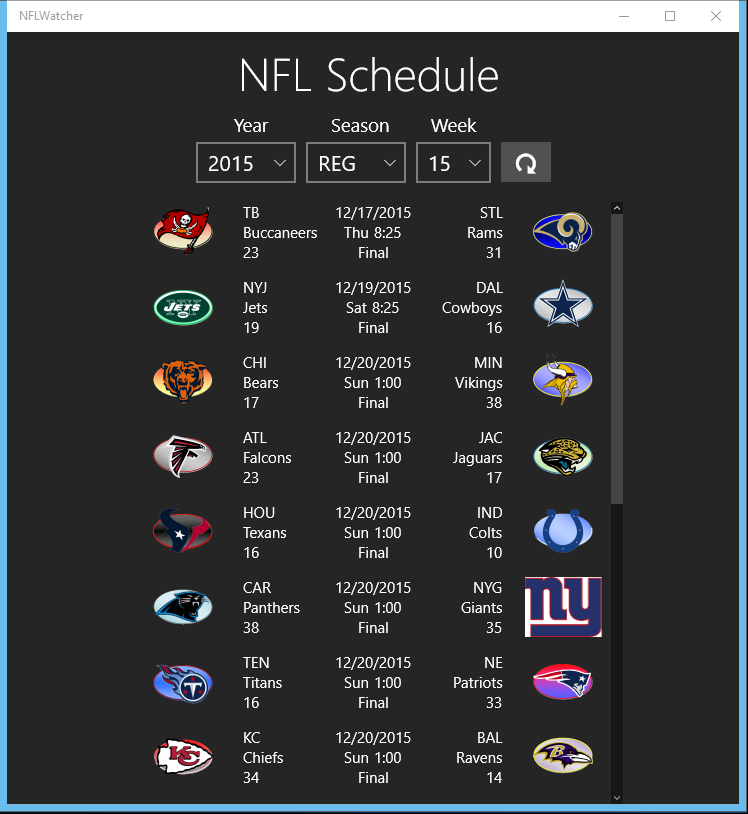 NFLWatcher
NFL Schedule
Year Season Week
2015 REG 15
TB 12/17/2015 STL
Buccaneers Thu 8:25 Rams
23 Final 31
NYJ 12/19/2015 DAL
JETS
Jets Sat 8:25 Cowboys
19 Final 16
CHI 12/20/2015 MIN
Bears Sun 1:00 Vikings
17 Final 38
ATL 12/20/2015 JAC
Falcons Sun 1:00 Jaguars
23 Final 17
HOU 12/20/2015 IND
Texans Sun 1:00 Colts
16 Final 10
CAR 12/20/2015 NYG
Panthers Sun 1:00 Giants ny
38 Final 35
TEN 12/20/2015 NE
T Titans Sun 1:00 Patriots
16 Final 33
KC 12/20/2015 BAL
KC Chiefs Sun 1:00 Ravens B
34 Final 14